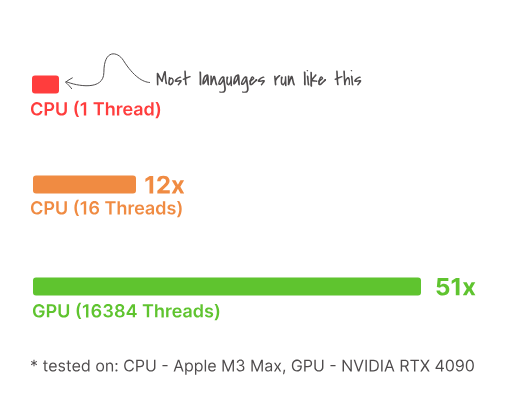 Most languages run like this
CPU (1 Thread)
12x
CPU (16 Threads)
51x
GPU (16384 Threads)
* tested on: CPU - Apple M3 Max, GPU - NVIDIA RTX 4090